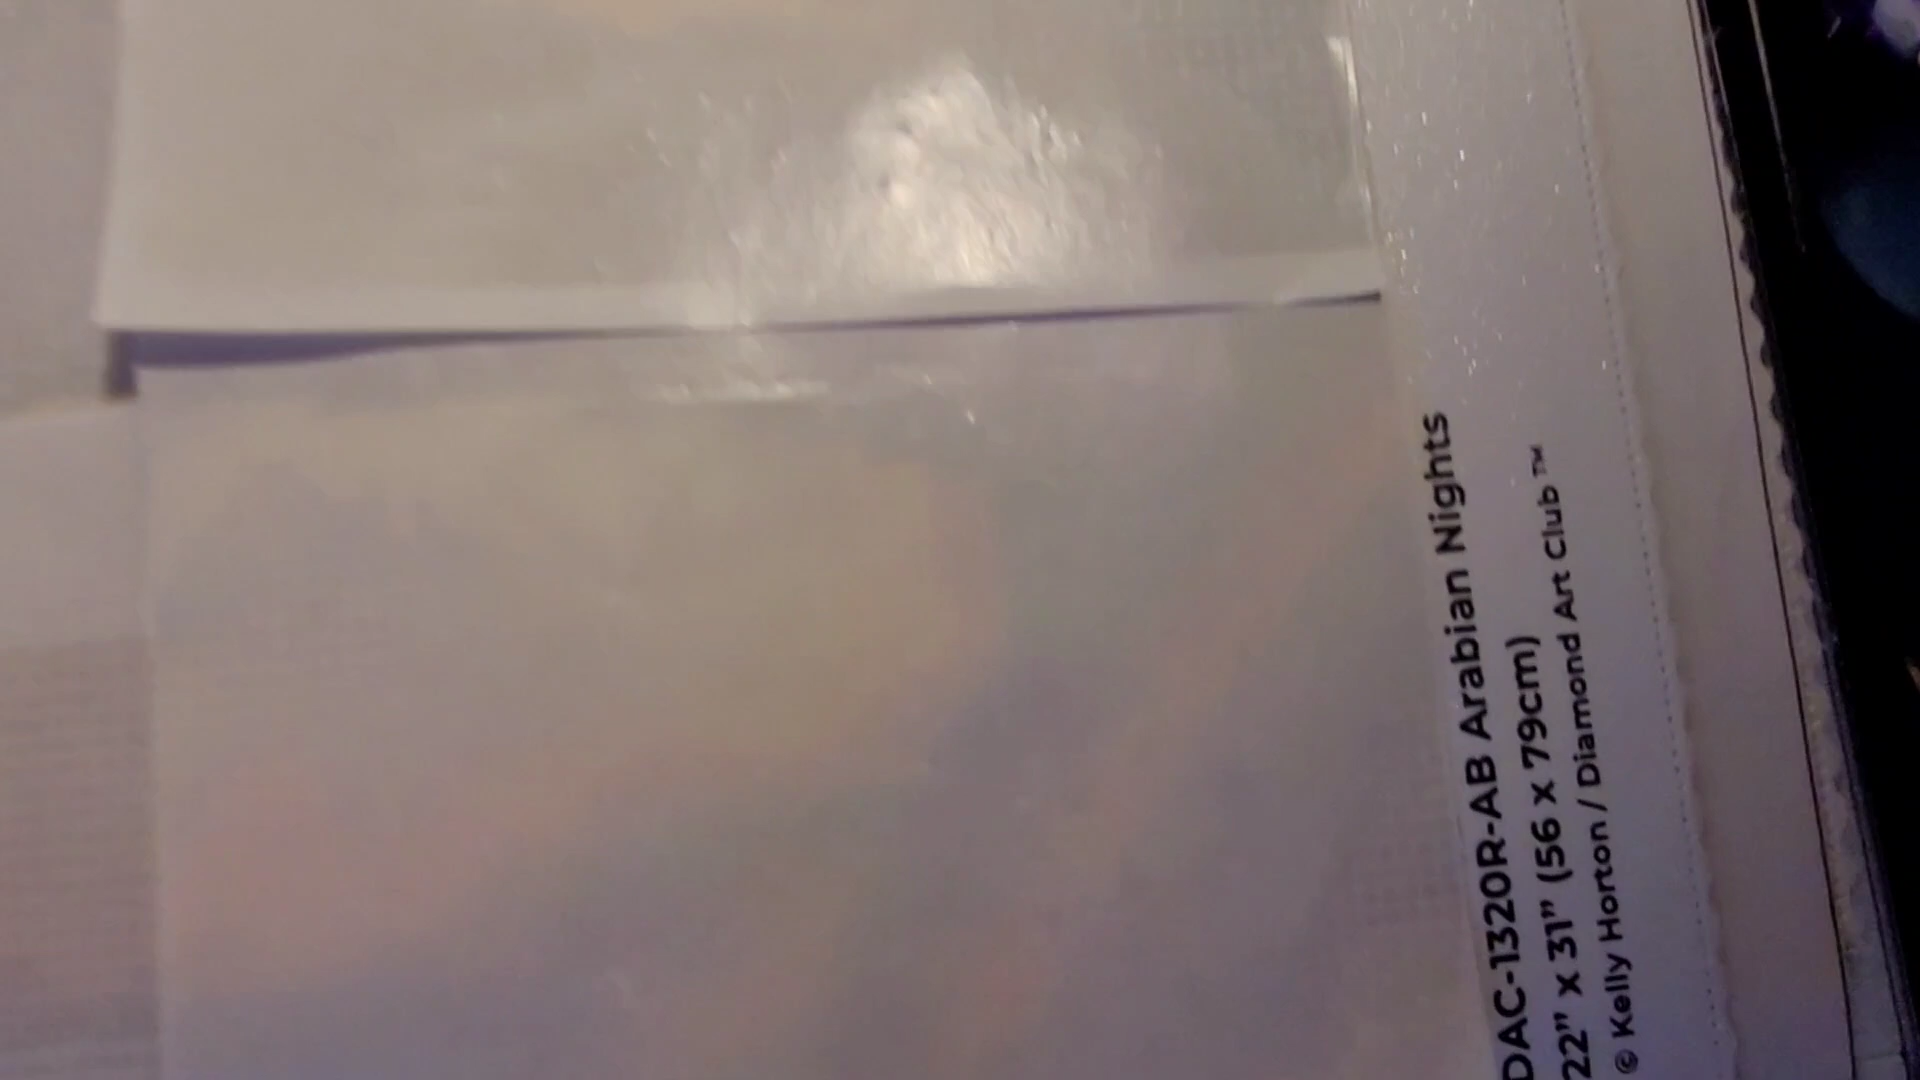 DAC-1320R-AB Arabian Nights
22" x 31" (56 x 79cm)
© Kelly Horton / Diamond Art Club™